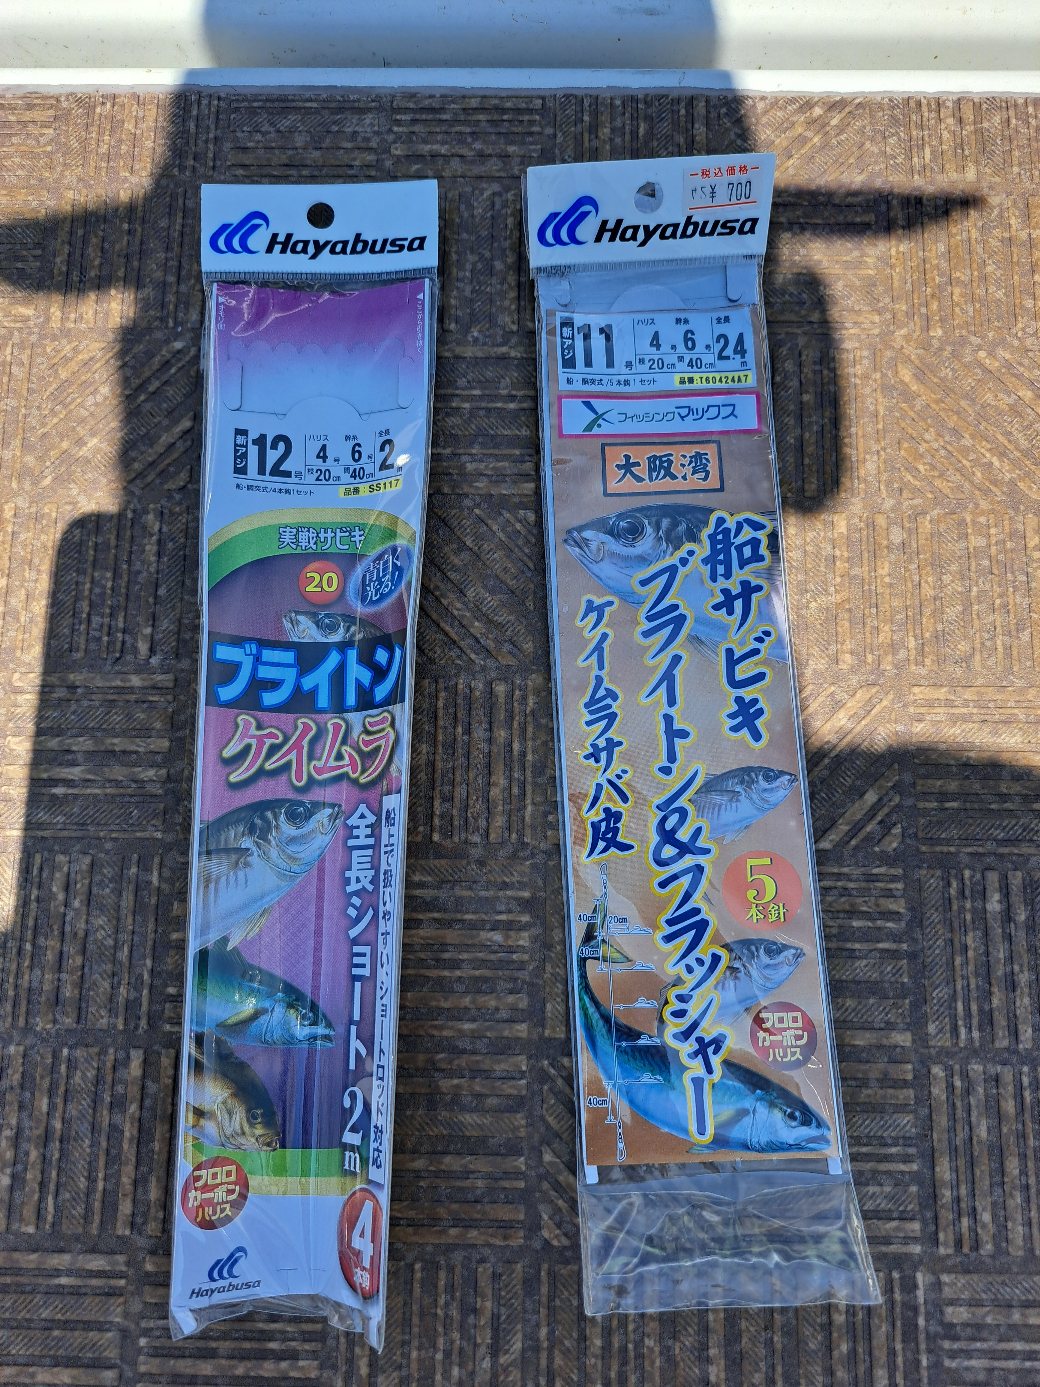 Hayabusa
新アジ
12号
ハリス 4号
幹糸 6号
全長 2m
枝20cm 間40cm
船・胴突式/4本鈎1セット
品番:SS117
実戦サビキ
20
青白く光る!
ブライトン
ケイムラ
船上で扱いやすい・ショートロッド対応
全長ショート2m
フロロ
カーボン
ハリス
4
Hayabusa
税込価格
サブ ¥700
Hayabusa
新アジ
11号
ハリス 4号
幹糸 6号
全長 2.4m
枝20cm 間40cm
船・胴突式/5本鈎1セット
品番:T60424A7
フィッシングマックス
大阪湾
船サビキ
ブライトン&フラッシャー
ケイムラサバ皮
5
本針
40cm 20cm
40cm
40cm
フロロ
カーボン
ハリス